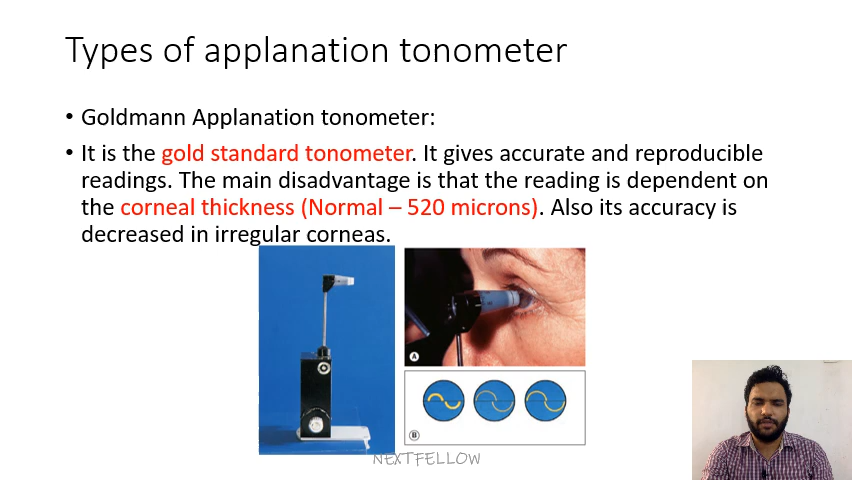 Types of applanation tonometer
• Goldmann Applanation tonometer:
• It is the gold standard tonometer. It gives accurate and reproducible
readings. The main disadvantage is that the reading is dependent on
the corneal thickness (Normal – 520 microns). Also its accuracy is
decreased in irregular corneas.
A
B
NEXTFELLOW